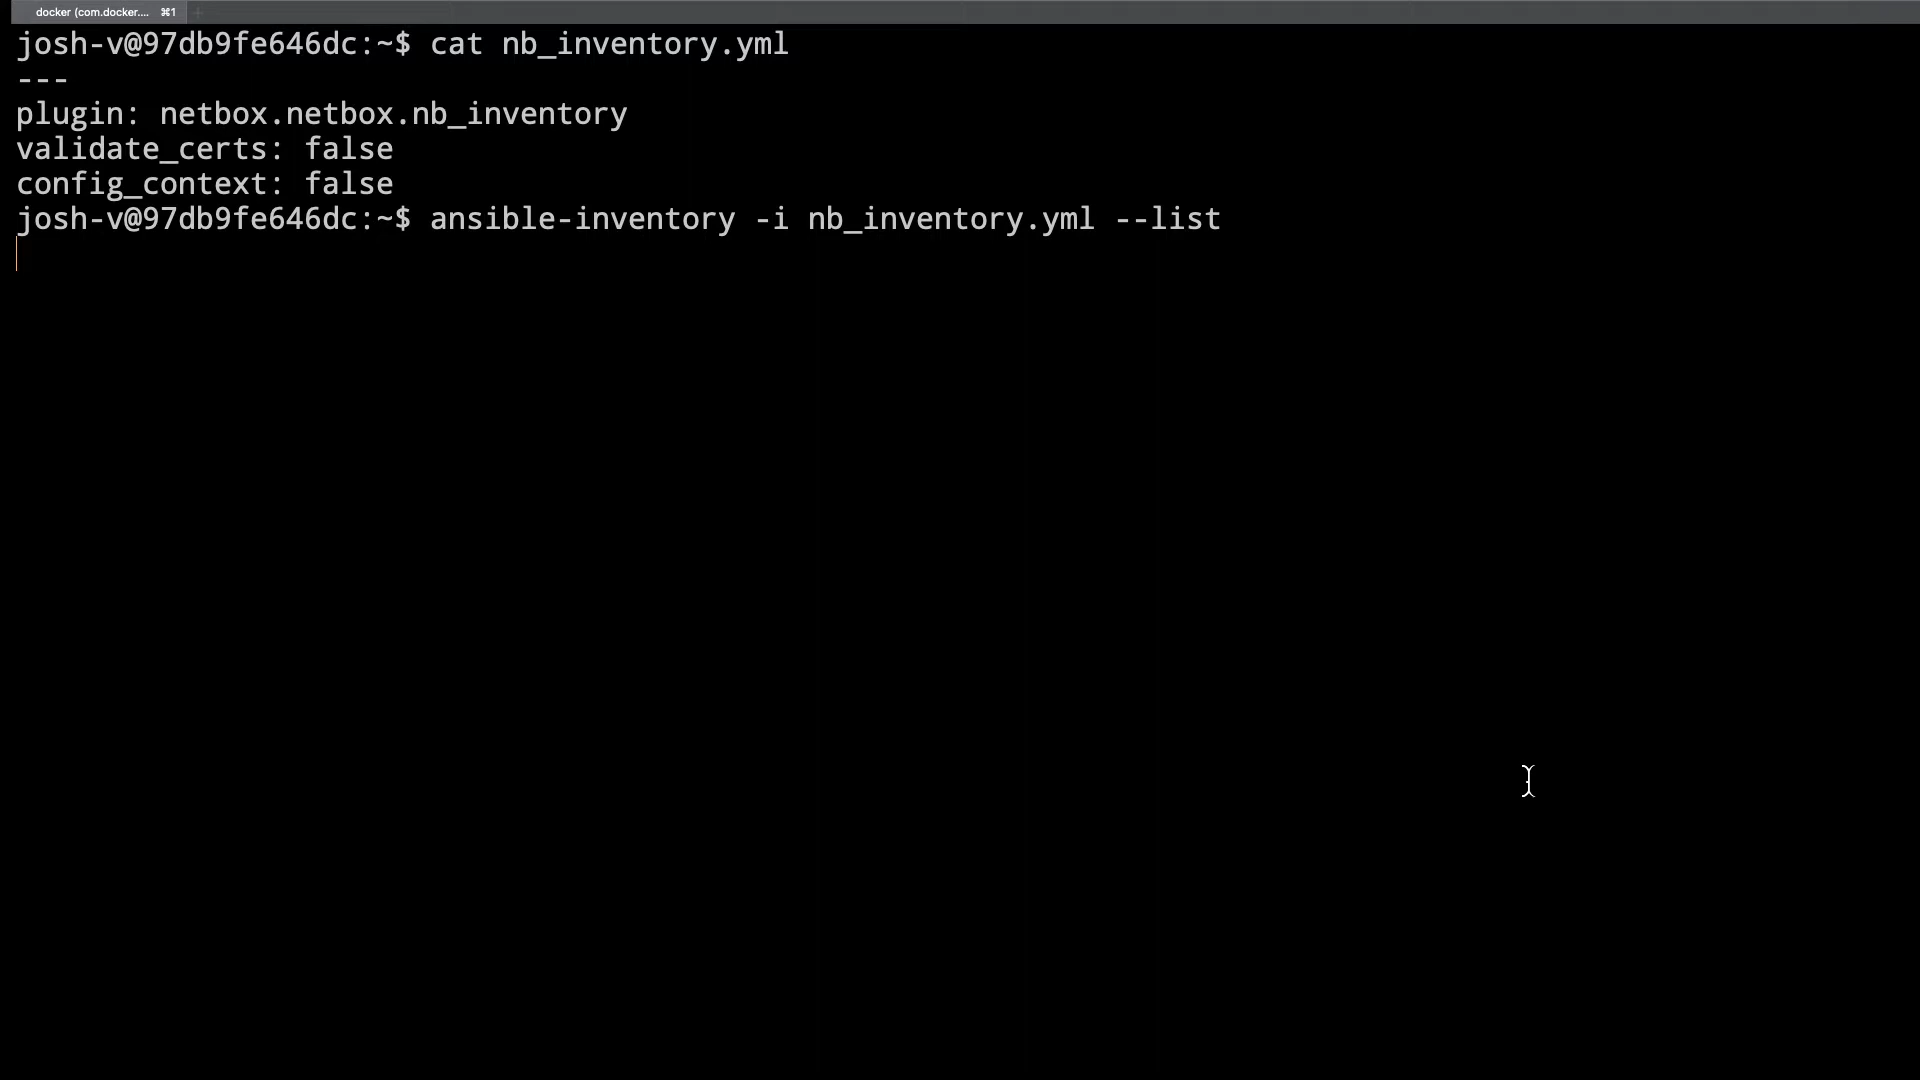 docker (com.docker.... ⌘1
josh-v@97db9fe646dc:~$ cat nb_inventory.yml
---
plugin: netbox.netbox.nb_inventory
validate_certs: false
config_context: false
josh-v@97db9fe646dc:~$ ansible-inventory -i nb_inventory.yml --list